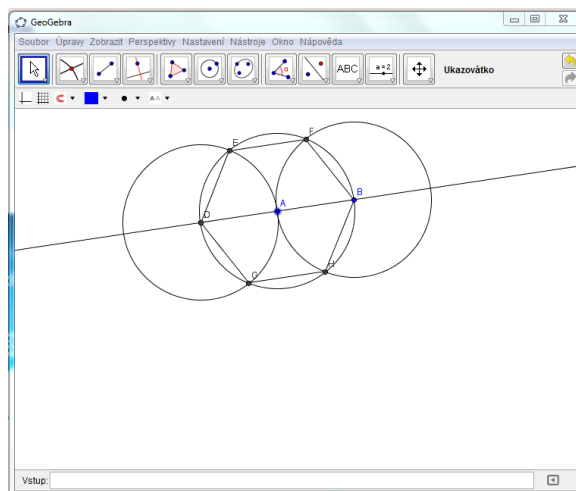 GeoGebra
Soubor Úpravy Zobrazit Perspektivy Nastavení Nástroje Okno Nápověda
ABC a=2 Ukazovátko
A A
E F
B
A
D
G H
Vstup: